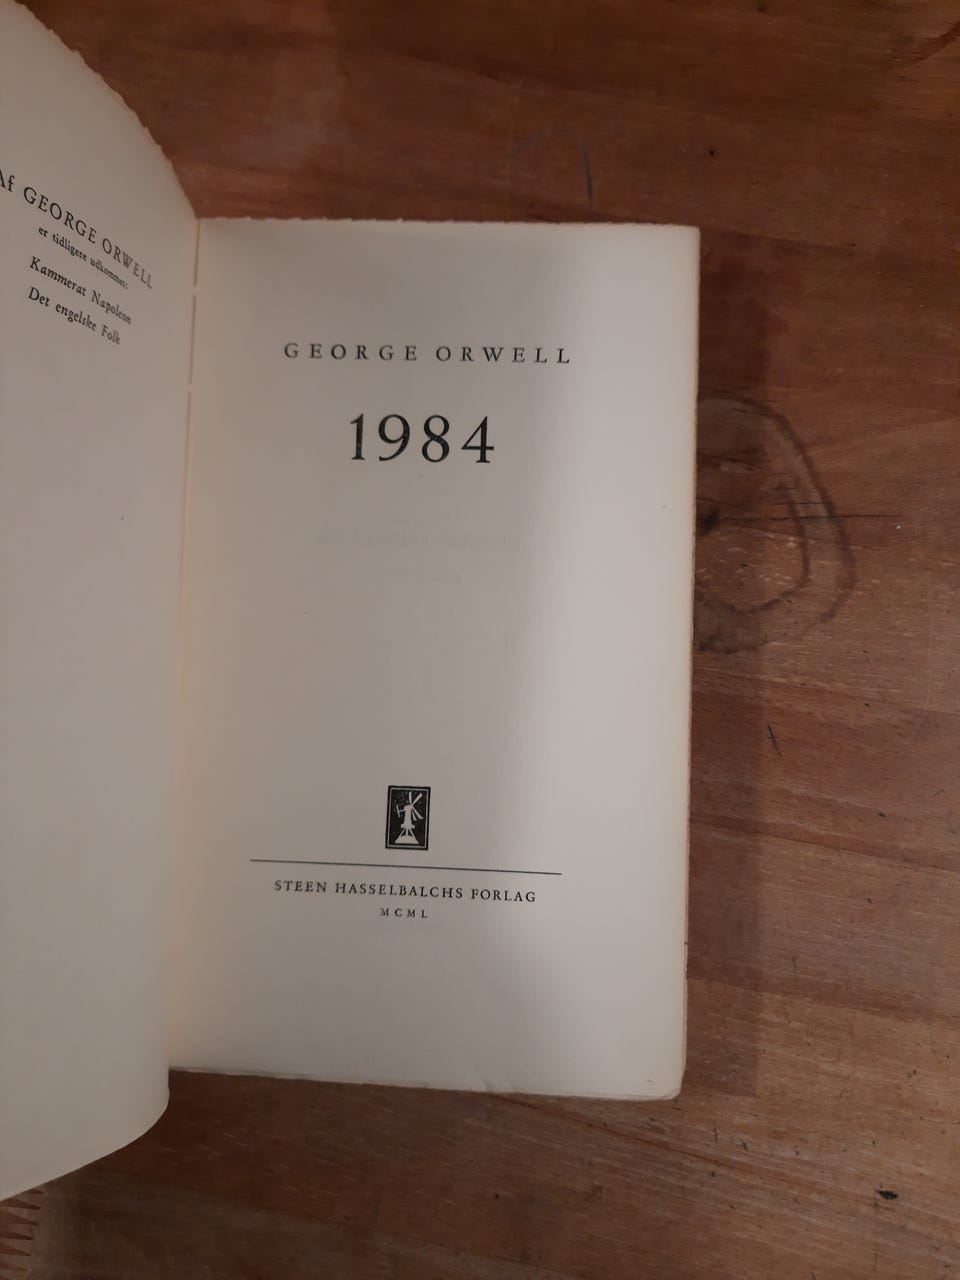 Af GEORGE ORWELL
er tidligere udkommet:
Kammerat Napoleon
Det engelske Folk
GEORGE ORWELL
1984
STEEN HASSELBALCHS FORLAG
MCML